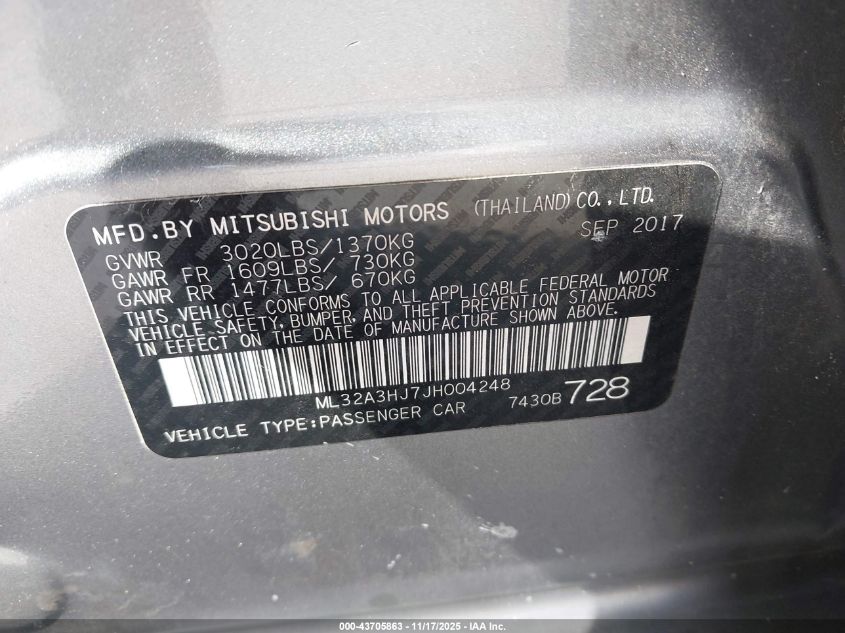 MFD.BY MITSUBISHI MOTORS (THAILAND)CO.,LTD.
SEP 2017
GVWR 3020LBS/1370KG
GAWR FR 1609LBS/ 730KG
GAWR RR 1477LBS/ 670KG
THIS VEHICLE CONFORMS TO ALL APPLICABLE FEDERAL MOTOR
VEHICLE SAFETY, BUMPER, AND THEFT PREVENTION STANDARDS
IN EFFECT ON THE DATE OF MANUFACTURE SHOWN ABOVE.
ML32A3HJ7JH004248
VEHICLE TYPE:PASSENGER CAR 7430B 728
000-43705863 - 11/17/2025 - IAA Inc.